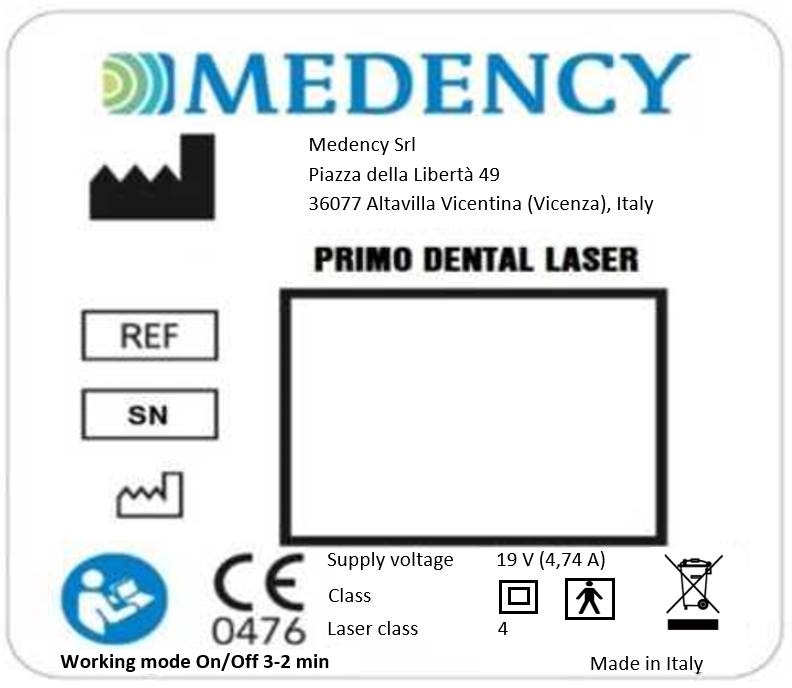 MEDENCY
Medency Srl
Piazza della Libertà 49
36077 Altavilla Vicentina (Vicenza), Italy
PRIMO DENTAL LASER
REF
SN
CE
0476
Supply voltage 19 V (4,74 A)
Class
Laser class 4
Working mode On/Off 3-2 min
Made in Italy